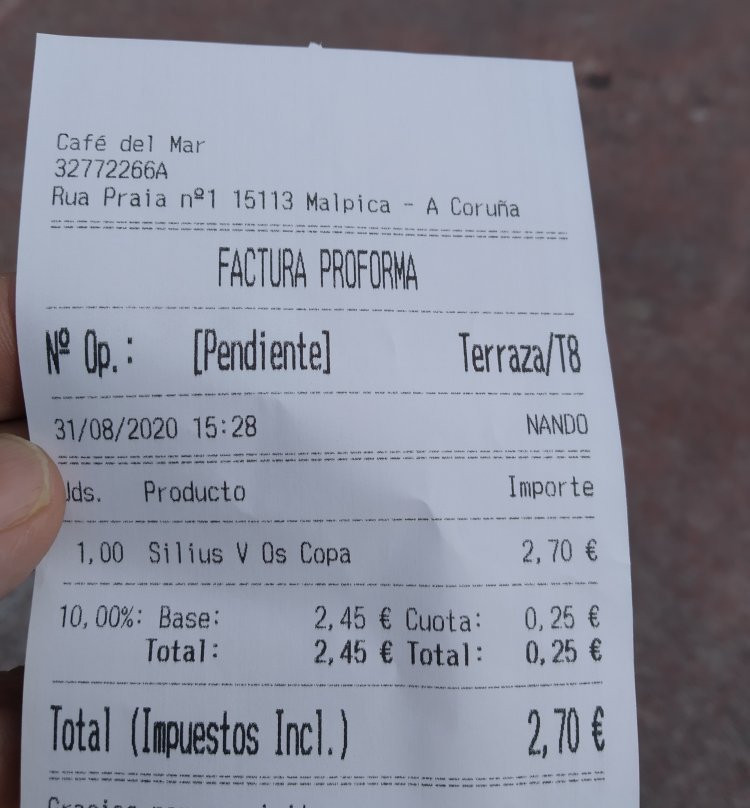 Café del Mar
32772266A
Rua Praia nº1 15113 Malpica - A Coruña
FACTURA PROFORMA
Nº Op.: [Pendiente] Terraza/T8
31/08/2020 15:28 NANDO
Uds. Producto Importe
1,00 Silius V Os Copa 2,70 €
10,00%: Base: 2,45 € Cuota: 0,25 €
Total: 2,45 € Total: 0,25 €
Total (Impuestos Incl.) 2,70 €